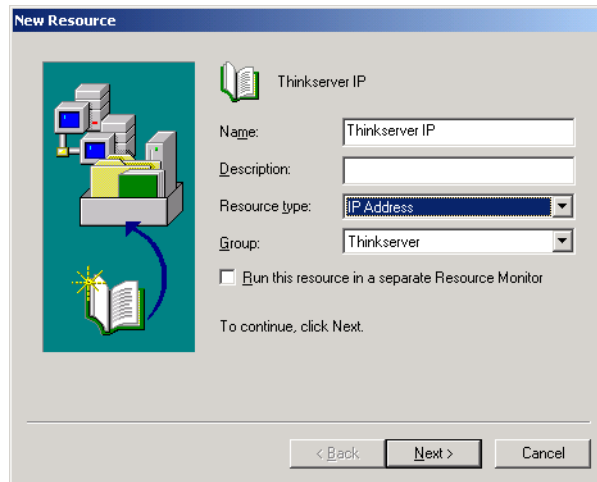 New Resource
Thinkserver IP
Name: Thinkserver IP
Description:
Resource type: IP Address
Group: Thinkserver
Run this resource in a separate Resource Monitor
To continue, click Next.
< Back Next > Cancel